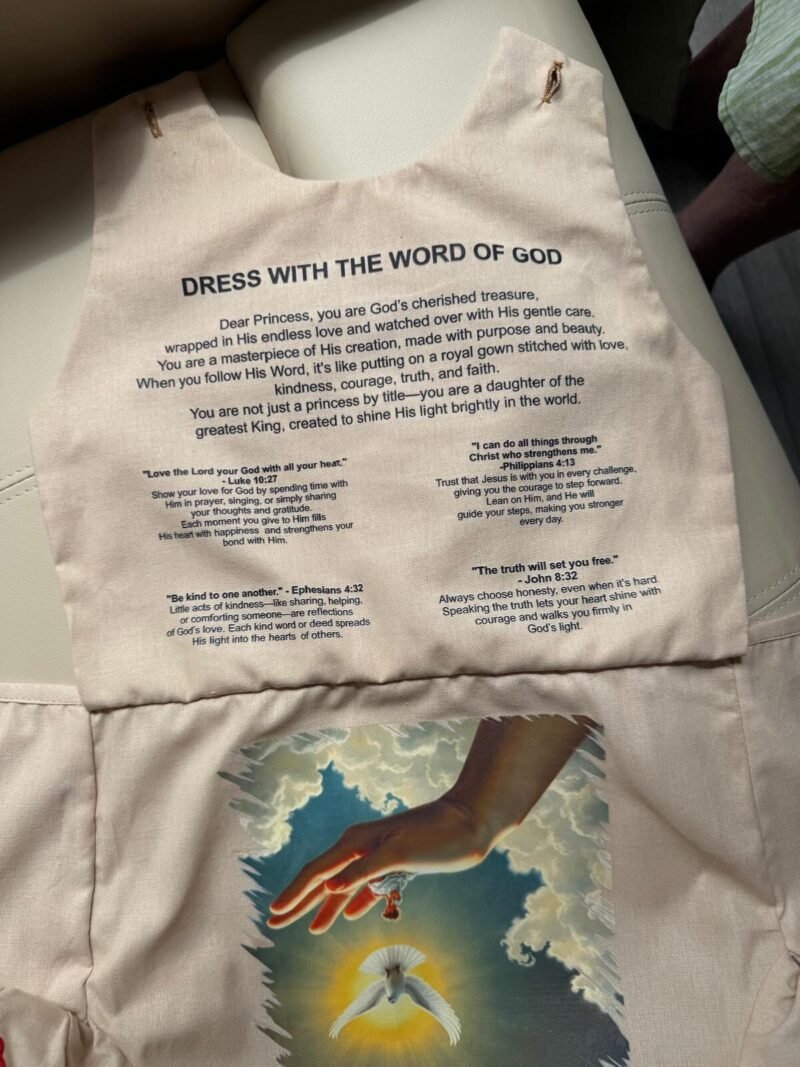 DRESS WITH THE WORD OF GOD
Dear Princess, you are God's cherished treasure,
wrapped in His endless love and watched over with His gentle care.
You are a masterpiece of His creation, made with purpose and beauty.
When you follow His Word, it's like putting on a royal gown stitched with love,
kindness, courage, truth, and faith.
You are not just a princess by title—you are a daughter of the
greatest King, created to shine His light brightly in the world.
"Love the Lord your God with all your heat."
- Luke 10:27
Show your love for God by spending time with
Him in prayer, singing, or simply sharing
your thoughts and gratitude.
Each moment you give to Him fills
His heart with happiness and strengthens your
bond with Him.
"I can do all things through
Christ who strengthens me."
-Philippians 4:13
Trust that Jesus is with you in every challenge,
giving you the courage to step forward.
Lean on Him, and He will
guide your steps, making you stronger
every day.
"Be kind to one another." - Ephesians 4:32
Little acts of kindness—like sharing, helping,
or comforting someone—are reflections
of God's love. Each kind word or deed spreads
His light into the hearts of others.
"The truth will set you free."
- John 8:32
Always choose honesty, even when it's hard.
Speaking the truth lets your heart shine with
courage and walks you firmly in
God's light.